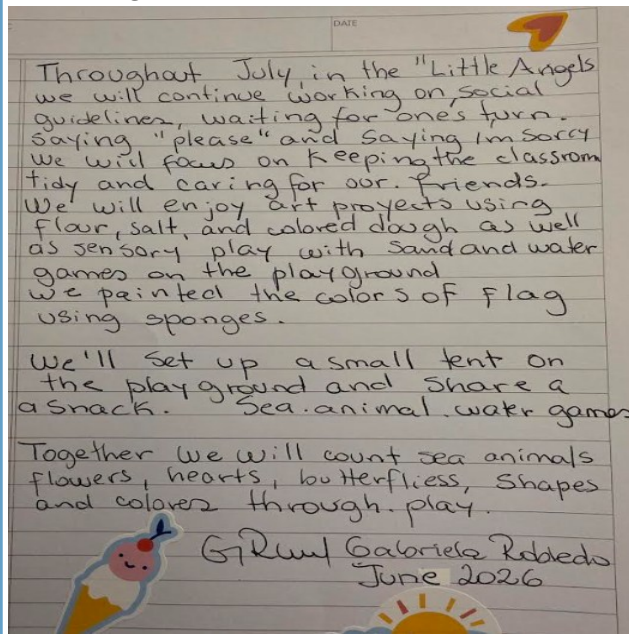 DATE
Throughout July, in the "Little Angels
we will continue working on, social
guidelines, waiting for one's turn.
Saying "please" and saying I'm sorry
We will focus on keeping the classrom
tidy and caring for our. friends.
We will enjoy art proyects using
flour, salt, and colored dough as well
as sensory play with sand and water
games on the playground
we painted the colors of Flag
using sponges.
We'll set up a small tent on
the playground and share a
a snack. Sea. animal. water games
Together we will count sea animals
flowers, hearts, butterfliess, shapes
and colores through. play.
Gabriela Robledo
June 2026